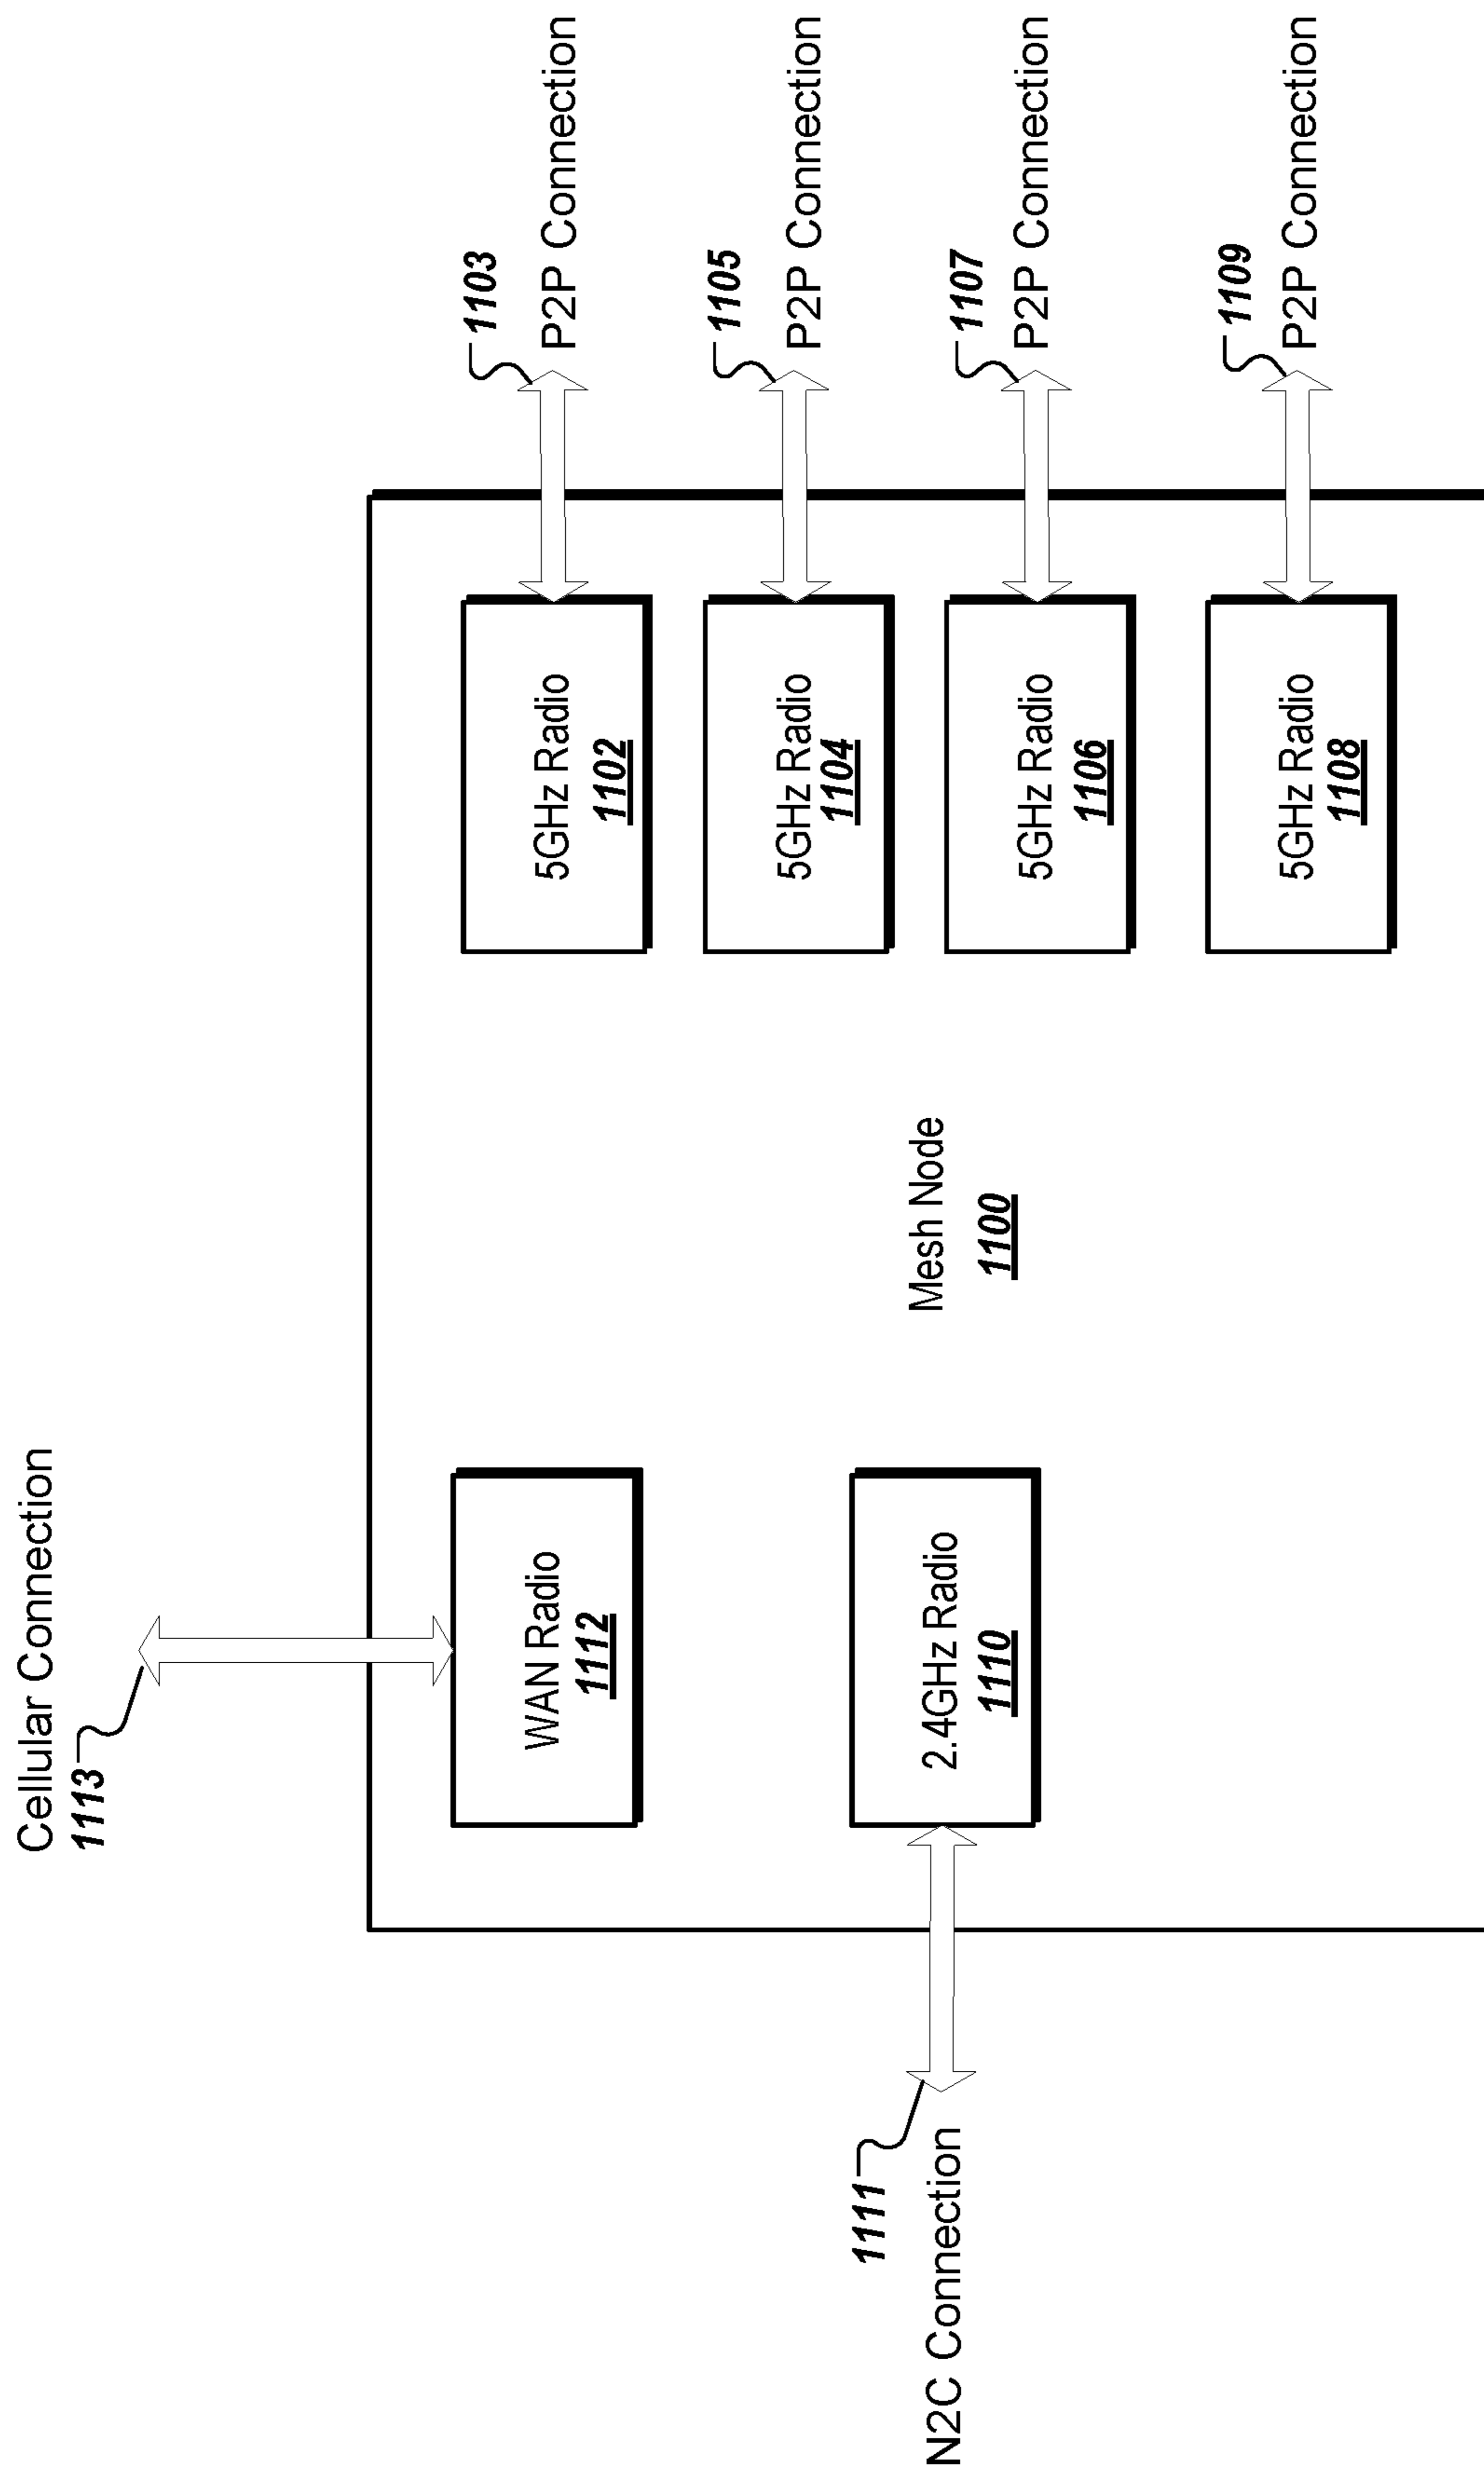 Cellular Connection
1113
WAN Radio
1112
5GHz Radio
1102
1103
P2P Connection
5GHz Radio
1104
1105
P2P Connection
1111
N2C Connection
2.4GHz Radio
1110
Mesh Node
1100
5GHz Radio
1106
1107
P2P Connection
5GHz Radio
1108
1109
P2P Connection